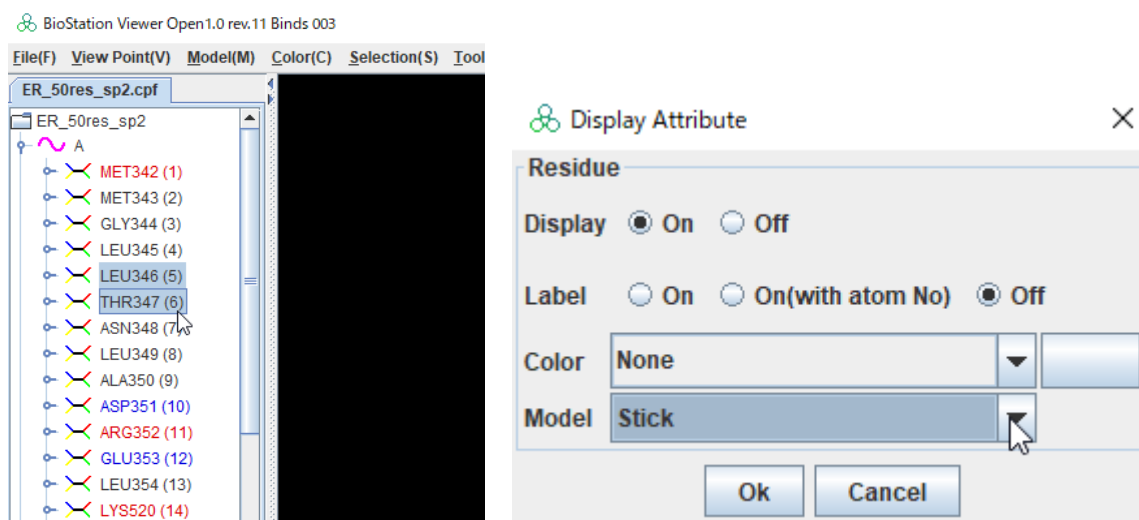 BioStation Viewer Open1.0 rev.11 Binds 003
File(F) View Point(V) Model(M) Color(C) Selection(S) Tool
ER_50res_sp2.cpf
ER_50res_sp2
A
MET342 (1)
MET343 (2)
GLY344 (3)
LEU345 (4)
LEU346 (5)
THR347 (6)
ASN348 (7)
LEU349 (8)
ALA350 (9)
ASP351 (10)
ARG352 (11)
GLU353 (12)
LEU354 (13)
LYS520 (14)
Display Attribute
Residue
Display On Off
Label On On(with atom No) Off
Color None
Model Stick
Ok Cancel